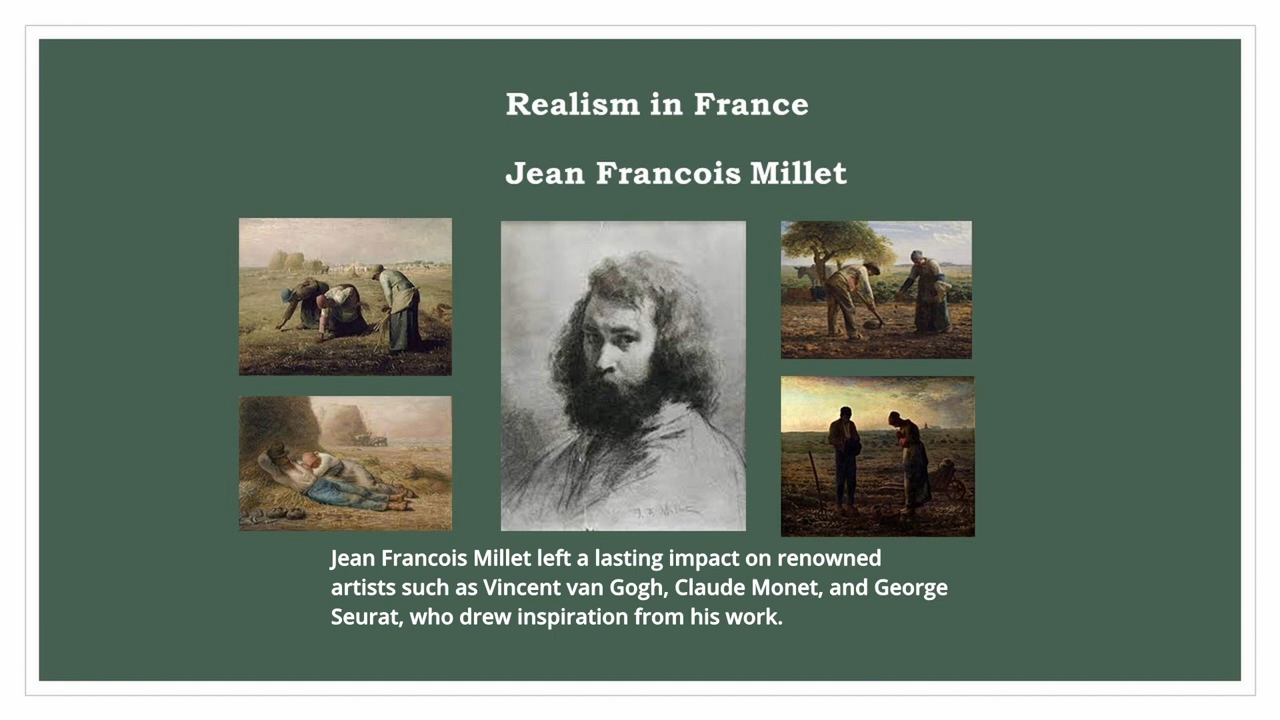 Realism in France
Jean Francois Millet
Jean Francois Millet left a lasting impact on renowned
artists such as Vincent van Gogh, Claude Monet, and George
Seurat, who drew inspiration from his work.